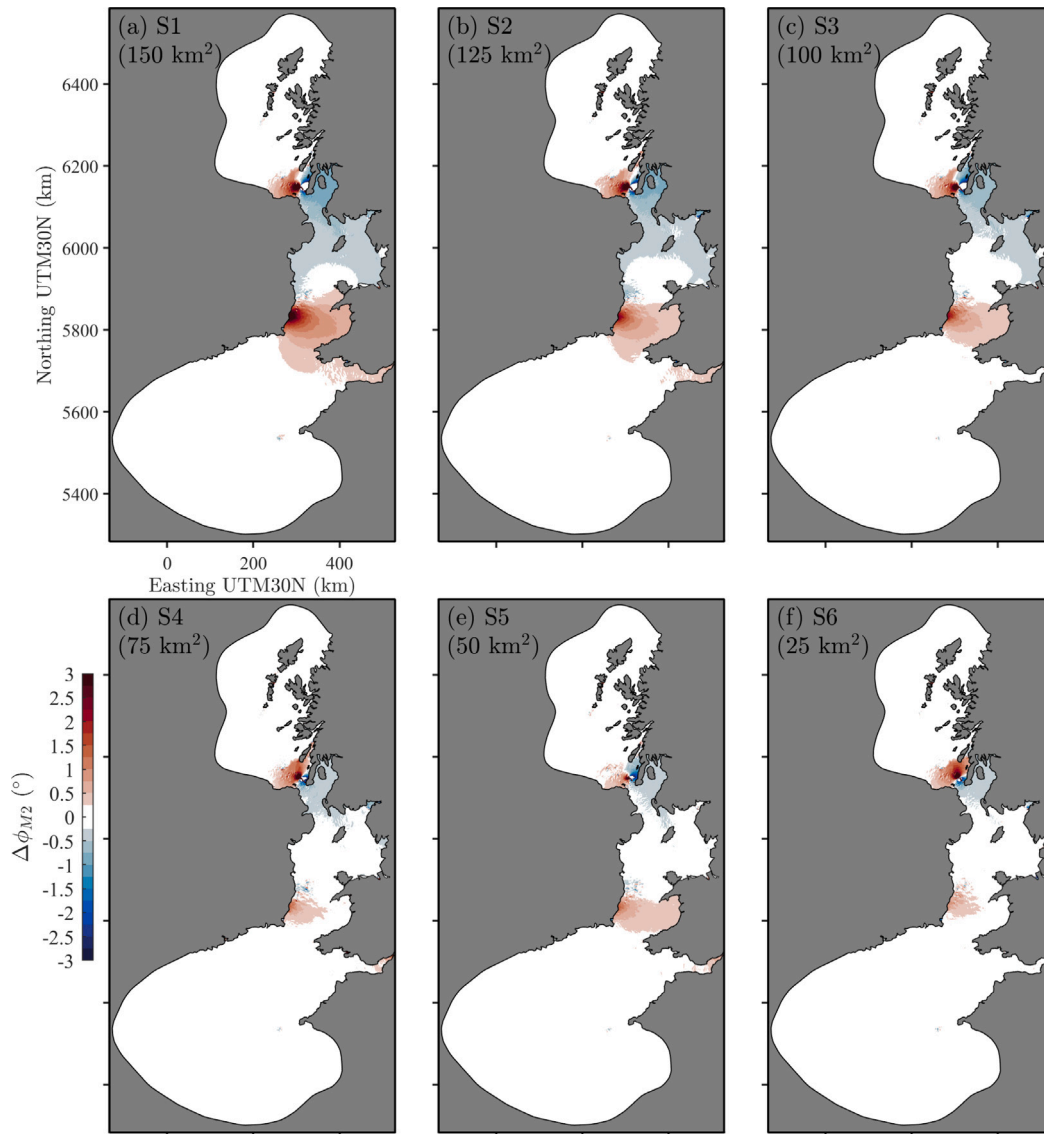 (a) S1
(150 km²)
(b) S2
(125 km²)
(c) S3
(100 km²)
6400
6200
6000
5800
5600
5400
Northing UTM30N (km)
0 200 400
Easting UTM30N (km)
(d) S4
(75 km²)
(e) S5
(50 km²)
(f) S6
(25 km²)
3
2.5
2
1.5
1
0.5
0
-0.5
-1
-1.5
-2
-2.5
-3
Δϕ_M2 (°)